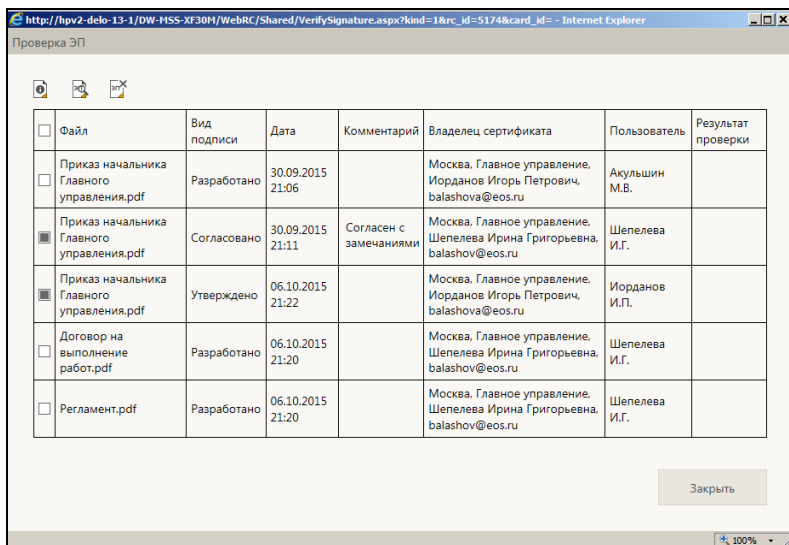 http://hpv2-delo-13-1/DW-MSS-XF30M/WebRC/Shared/VerifySignature.aspx?kind=1&rc_id=5174&card_id= - Internet Explorer
Проверка ЭП
Файл
Вид
подписи
Дата
Комментарий
Владелец сертификата
Пользователь
Результат
проверки
Приказ начальника
Главного
управления.pdf
Разработано
30.09.2015
21:06
Москва, Главное управление,
Иорданов Игорь Петрович,
balashova@eos.ru
Акульшин
М.В.
Приказ начальника
Главного
управления.pdf
Согласовано
30.09.2015
21:11
Согласен с
замечаниями
Москва, Главное управление,
Шепелева Ирина Григорьевна,
balashov@eos.ru
Шепелева
И.Г.
Приказ начальника
Главного
управления.pdf
Утверждено
06.10.2015
21:22
Москва, Главное управление,
Иорданов Игорь Петрович,
balashova@eos.ru
Иорданов
И.П.
Договор на
выполнение
работ.pdf
Разработано
06.10.2015
21:20
Москва, Главное управление,
Шепелева Ирина Григорьевна,
balashov@eos.ru
Шепелева
И.Г.
Регламент.pdf
Разработано
06.10.2015
21:20
Москва, Главное управление,
Шепелева Ирина Григорьевна,
balashov@eos.ru
Шепелева
И.Г.
Закрыть
100%